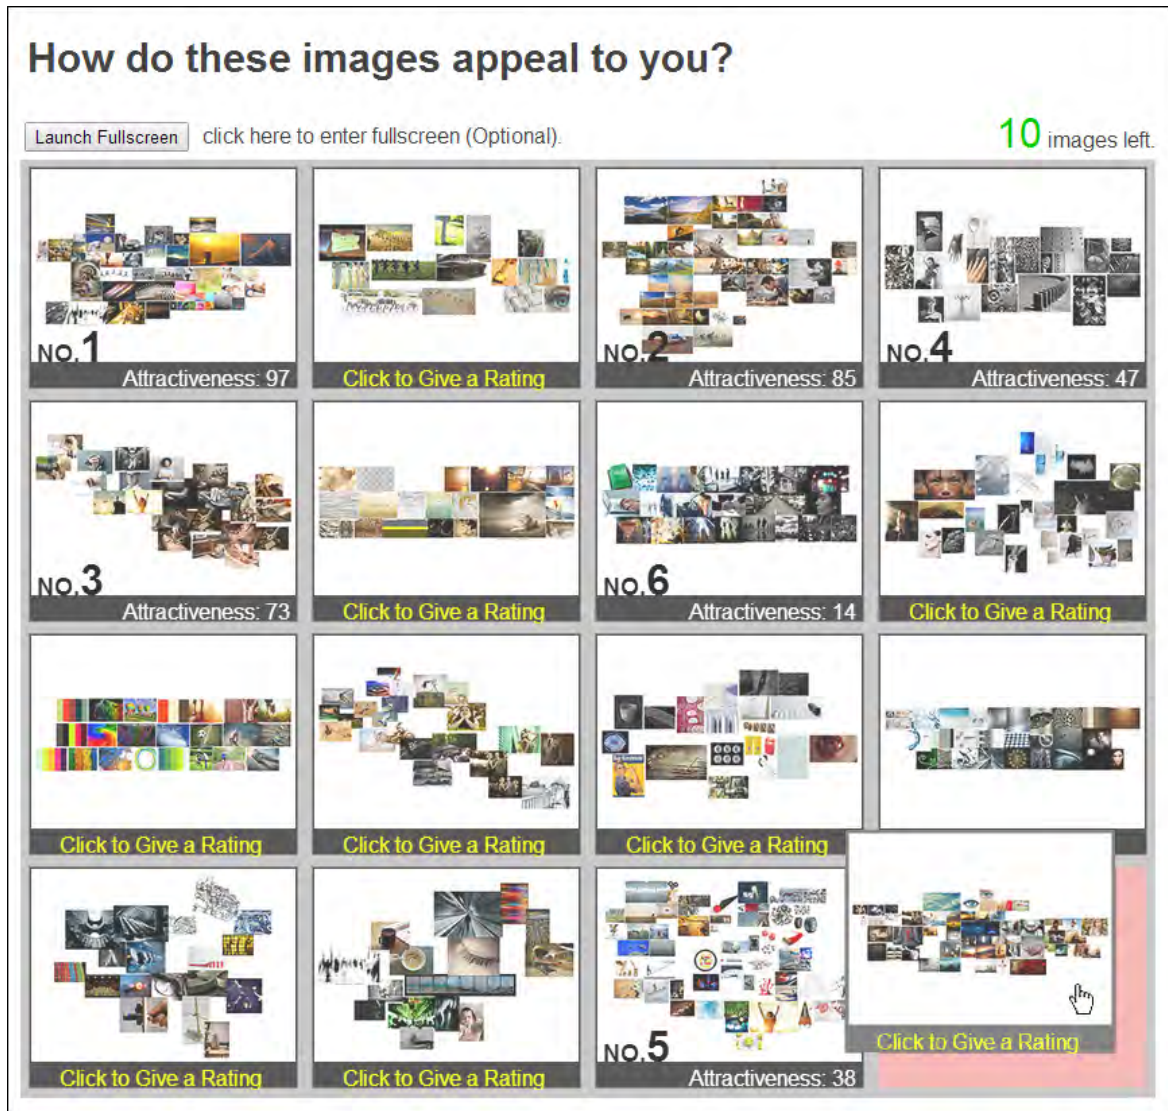 How do these images appeal to you?
Launch Fullscreen click here to enter fullscreen (Optional). 10 images left.
NO.1 NO.2 NO.4
Attractiveness: 97 Click to Give a Rating Attractiveness: 85 Attractiveness: 47
NO.3 NO.6
Attractiveness: 73 Click to Give a Rating Attractiveness: 14 Click to Give a Rating
Click to Give a Rating Click to Give a Rating Click to Give a Rating
NO.5 Click to Give a Rating
Click to Give a Rating Click to Give a Rating Attractiveness: 38